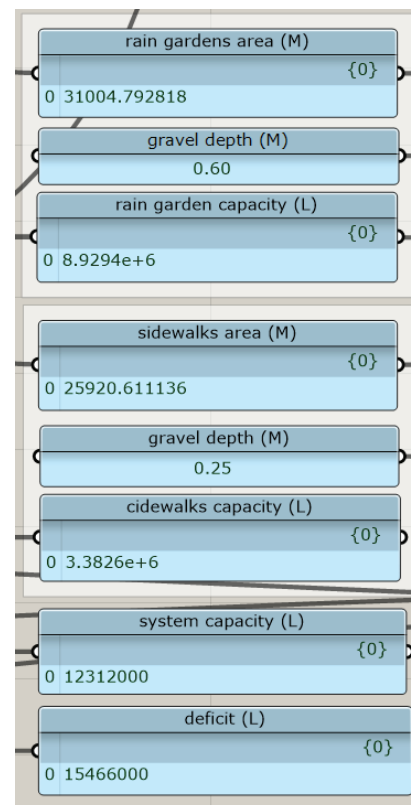 rain gardens area (M)
{0}
0 31004.792818
gravel depth (M)
0.60
rain garden capacity (L)
{0}
0 8.9294e+6
sidewalks area (M)
{0}
0 25920.611136
gravel depth (M)
0.25
cidewalks capacity (L)
{0}
0 3.3826e+6
system capacity (L)
{0}
0 12312000
deficit (L)
{0}
0 15466000